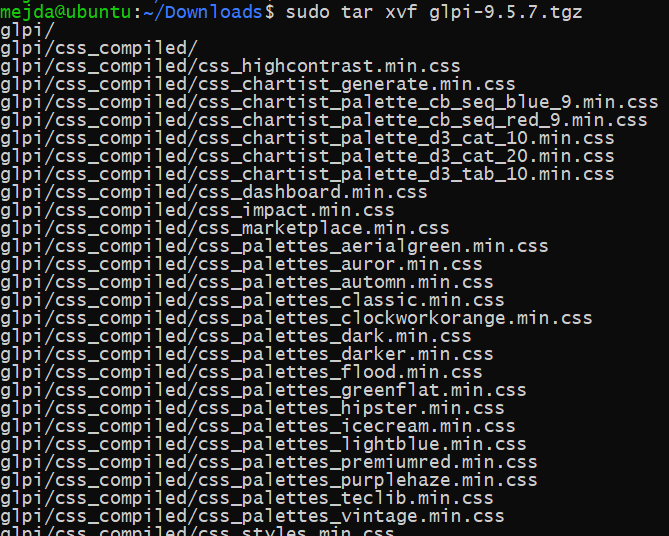 mejda@ubuntu:~/Downloads$ sudo tar xvf glpi-9.5.7.tgz
glpi/
glpi/css_compiled/
glpi/css_compiled/css_highcontrast.min.css
glpi/css_compiled/css_chartist_generate.min.css
glpi/css_compiled/css_chartist_palette_cb_seq_blue_9.min.css
glpi/css_compiled/css_chartist_palette_cb_seq_red_9.min.css
glpi/css_compiled/css_chartist_palette_d3_cat_10.min.css
glpi/css_compiled/css_chartist_palette_d3_cat_20.min.css
glpi/css_compiled/css_chartist_palette_d3_tab_10.min.css
glpi/css_compiled/css_dashboard.min.css
glpi/css_compiled/css_impact.min.css
glpi/css_compiled/css_marketplace.min.css
glpi/css_compiled/css_palettes_aerialgreen.min.css
glpi/css_compiled/css_palettes_auror.min.css
glpi/css_compiled/css_palettes_automn.min.css
glpi/css_compiled/css_palettes_classic.min.css
glpi/css_compiled/css_palettes_clockworkorange.min.css
glpi/css_compiled/css_palettes_dark.min.css
glpi/css_compiled/css_palettes_darker.min.css
glpi/css_compiled/css_palettes_flood.min.css
glpi/css_compiled/css_palettes_greenflat.min.css
glpi/css_compiled/css_palettes_hipster.min.css
glpi/css_compiled/css_palettes_icecream.min.css
glpi/css_compiled/css_palettes_lightblue.min.css
glpi/css_compiled/css_palettes_premiumred.min.css
glpi/css_compiled/css_palettes_purplehaze.min.css
glpi/css_compiled/css_palettes_teclib.min.css
glpi/css_compiled/css_palettes_vintage.min.css
glpi/css_compiled/css_styles.min.css